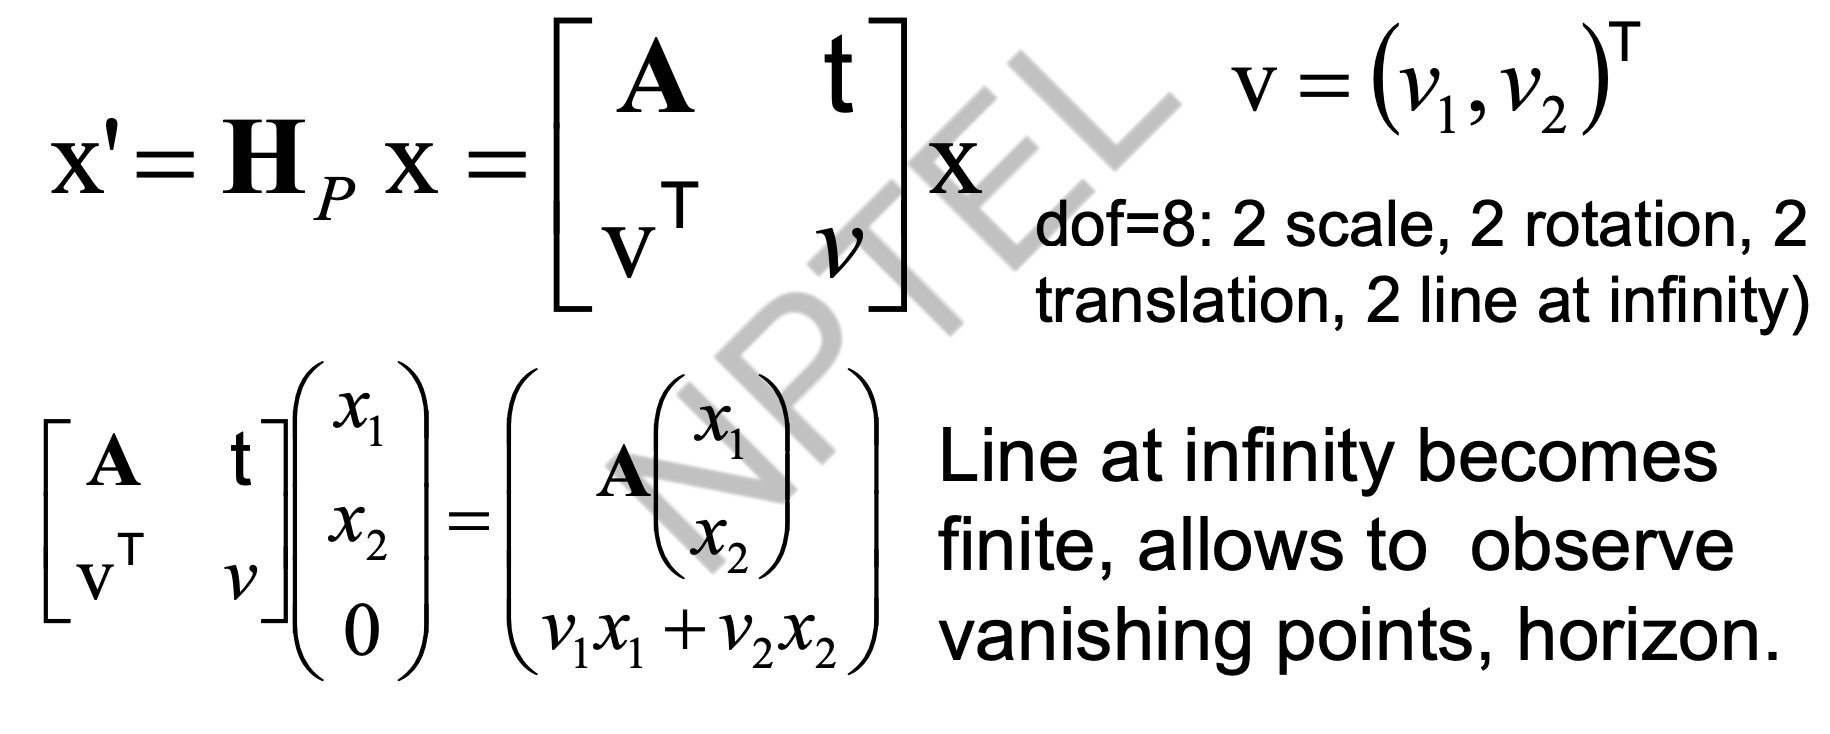 x' = H_P x = [A t; v^T v] x
v = (v_1, v_2)^T
dof=8: 2 scale, 2 rotation, 2
translation, 2 line at infinity)
[A t; v^T v] (x_1; x_2; 0) = (A (x_1; x_2); v_1x_1 + v_2x_2)
Line at infinity becomes
finite, allows to observe
vanishing points, horizon.
NPTEL